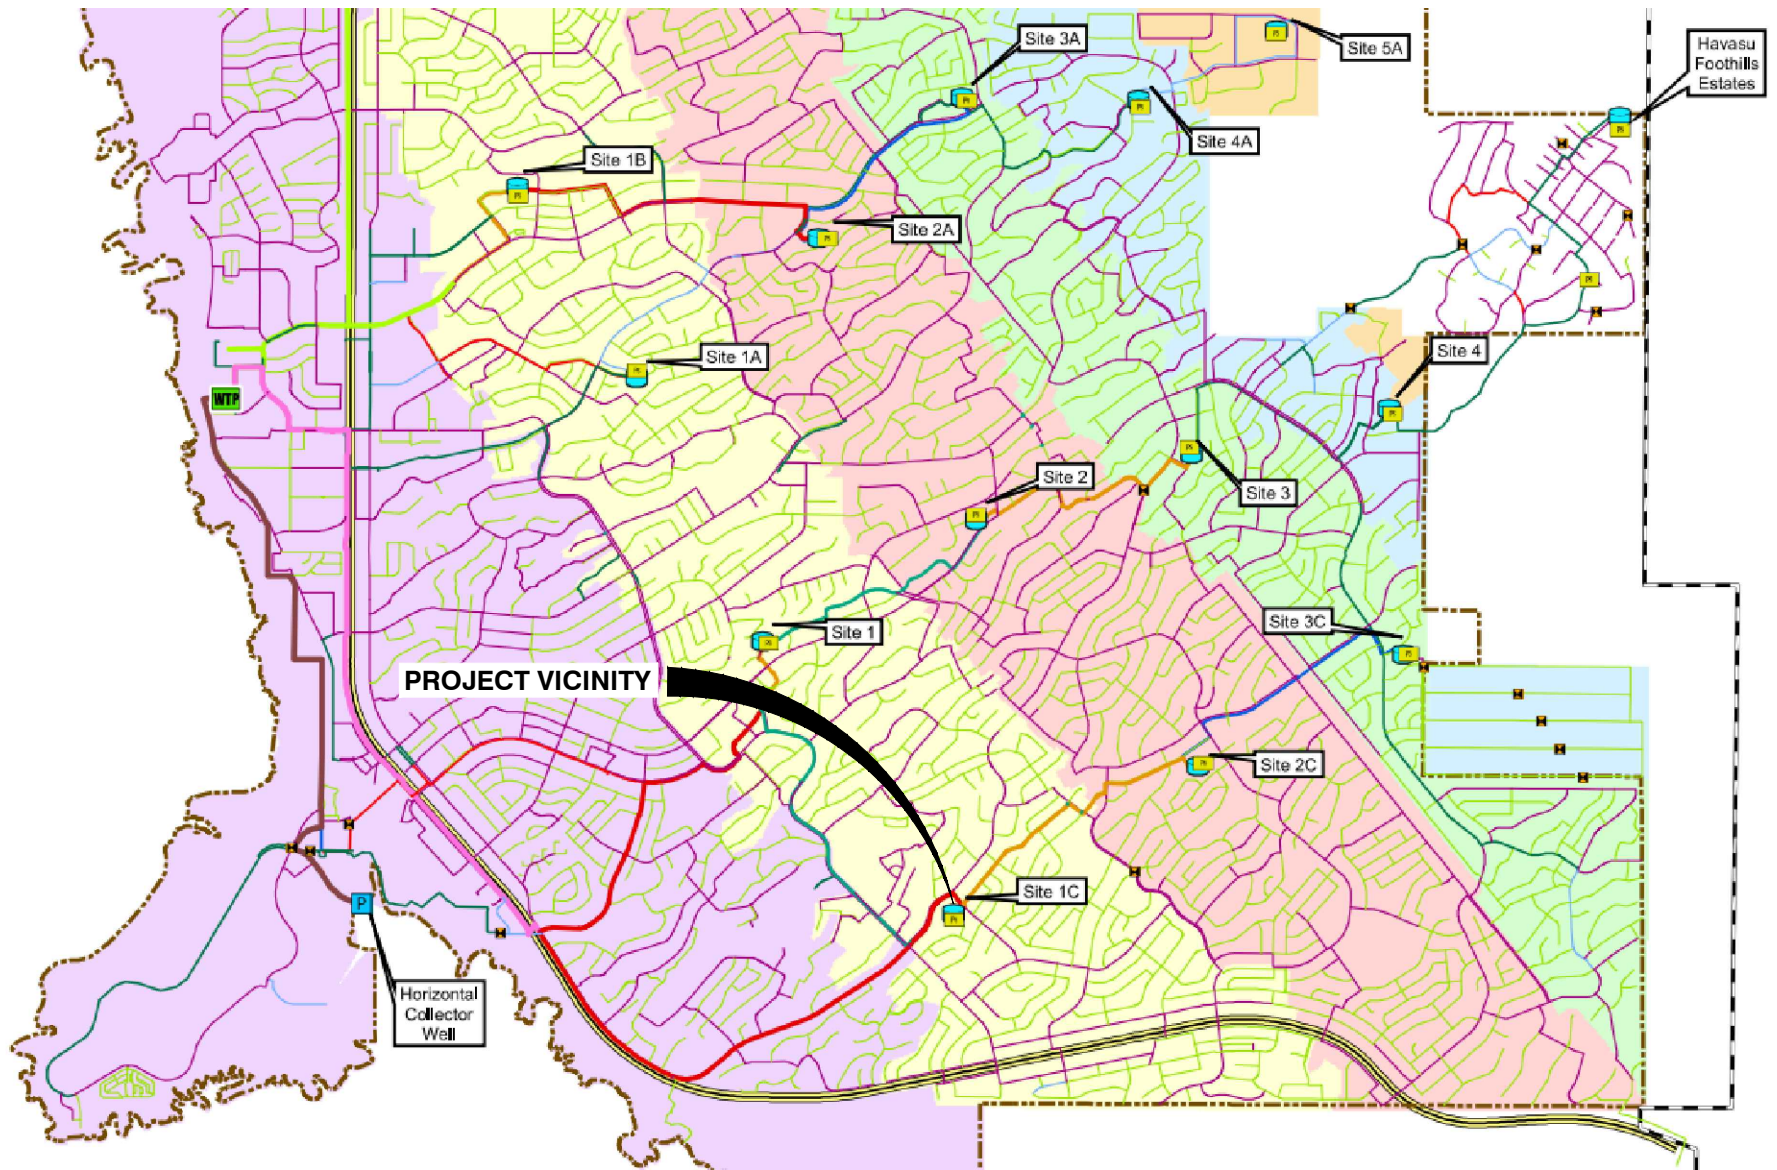 Site 3A
Site 5A
Havasu
Foothills
Estates
Site 4A
Site 1B
Site 2A
Site 1A
Site 4
WTP
Site 2
Site 3
Site 1
Site 3C
PROJECT VICINITY
Site 2C
Site 1C
P
Horizontal
Collector
Well